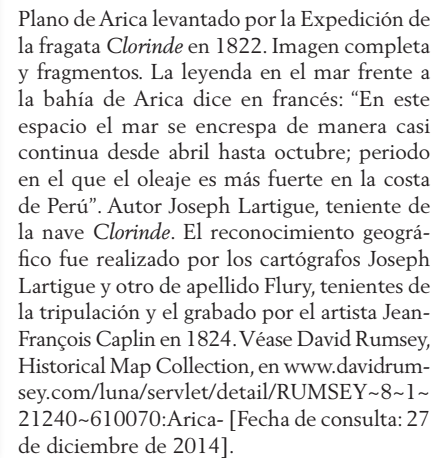 Plano de Arica levantado por la Expedición de
la fragata Clorinde en 1822. Imagen completa
y fragmentos. La leyenda en el mar frente a
la bahía de Arica dice en francés: “En este
espacio el mar se encrespa de manera casi
continua desde abril hasta octubre; periodo
en el que el oleaje es más fuerte en la costa
de Perú”. Autor Joseph Lartigue, teniente de
la nave Clorinde. El reconocimiento geográ-
fico fue realizado por los cartógrafos Joseph
Lartigue y otro de apellido Flury, tenientes de
la tripulación y el grabado por el artista Jean-
François Caplin en 1824. Véase David Rumsey,
Historical Map Collection, en www.davidrum-
sey.com/luna/servlet/detail/RUMSEY~8~1~
21240~610070:Arica- [Fecha de consulta: 27
de diciembre de 2014].